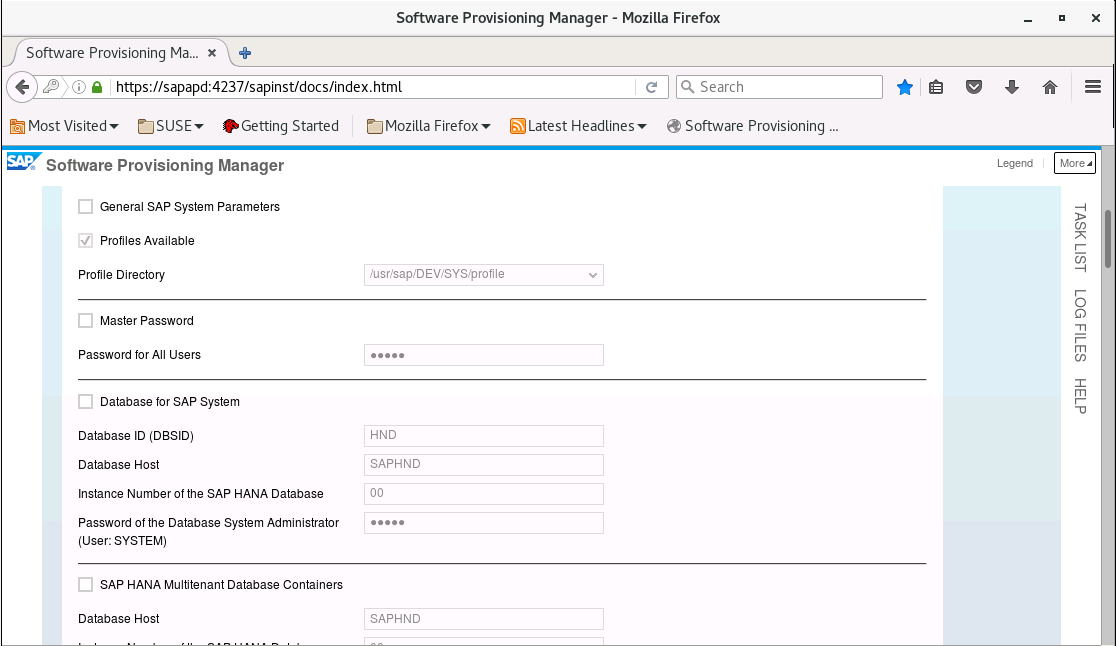 Software Provisioning Manager - Mozilla Firefox
Software Provisioning Ma...
https://sapapd:4237/sapinst/docs/index.html
Search
Most Visited SUSE Getting Started Mozilla Firefox Latest Headlines Software Provisioning ...
SAP Software Provisioning Manager Legend More
TASK LIST
LOG FILES
HELP
General SAP System Parameters
Profiles Available
Profile Directory /usr/sap/DEV/SYS/profile
Master Password
Password for All Users •••••
Database for SAP System
Database ID (DBSID) HND
Database Host SAPHND
Instance Number of the SAP HANA Database 00
Password of the Database System Administrator •••••
(User: SYSTEM)
SAP HANA Multitenant Database Containers
Database Host SAPHND